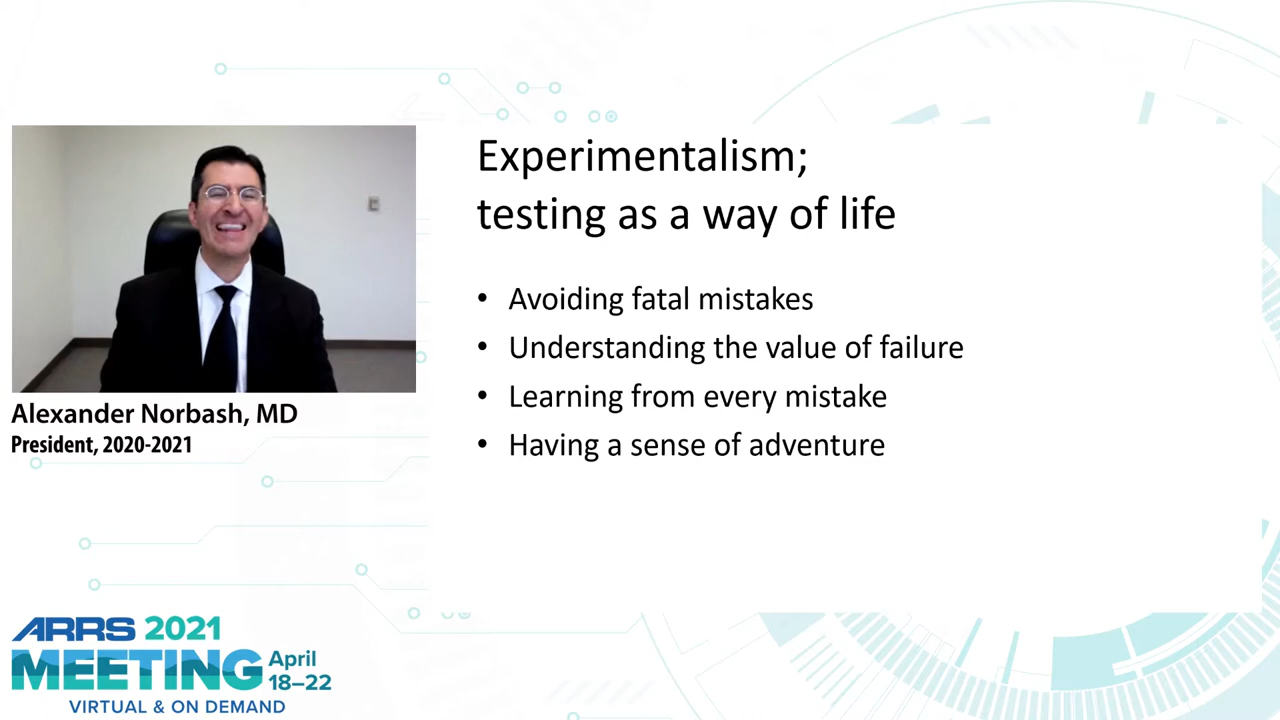 Experimentalism;
testing as a way of life
• Avoiding fatal mistakes
• Understanding the value of failure
• Learning from every mistake
• Having a sense of adventure
Alexander Norbash, MD
President, 2020-2021
ARRS 2021
MEETING April
18–22
VIRTUAL & ON DEMAND